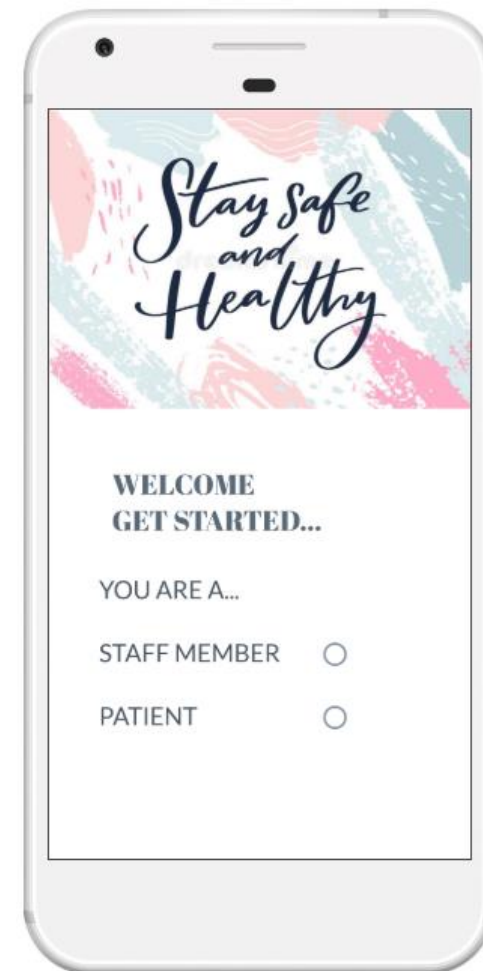 Stay safe
and
Healthy
WELCOME
GET STARTED...
YOU ARE A...
STAFF MEMBER
PATIENT